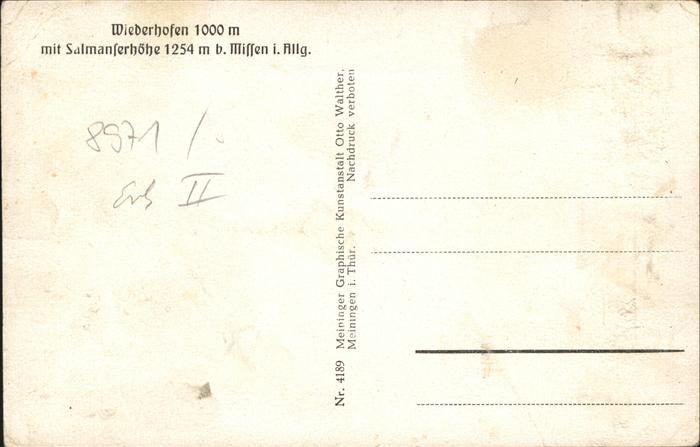 Wiederhofen 1000 m
mit Salmanserhöhe 1254 m b. Missen i. Allg.
8971 /.
Erh II
Nr. 4189 Meininger Graphische Kunstanstalt Otto Walther,
Meiningen i. Thür. Nachdruck verboten